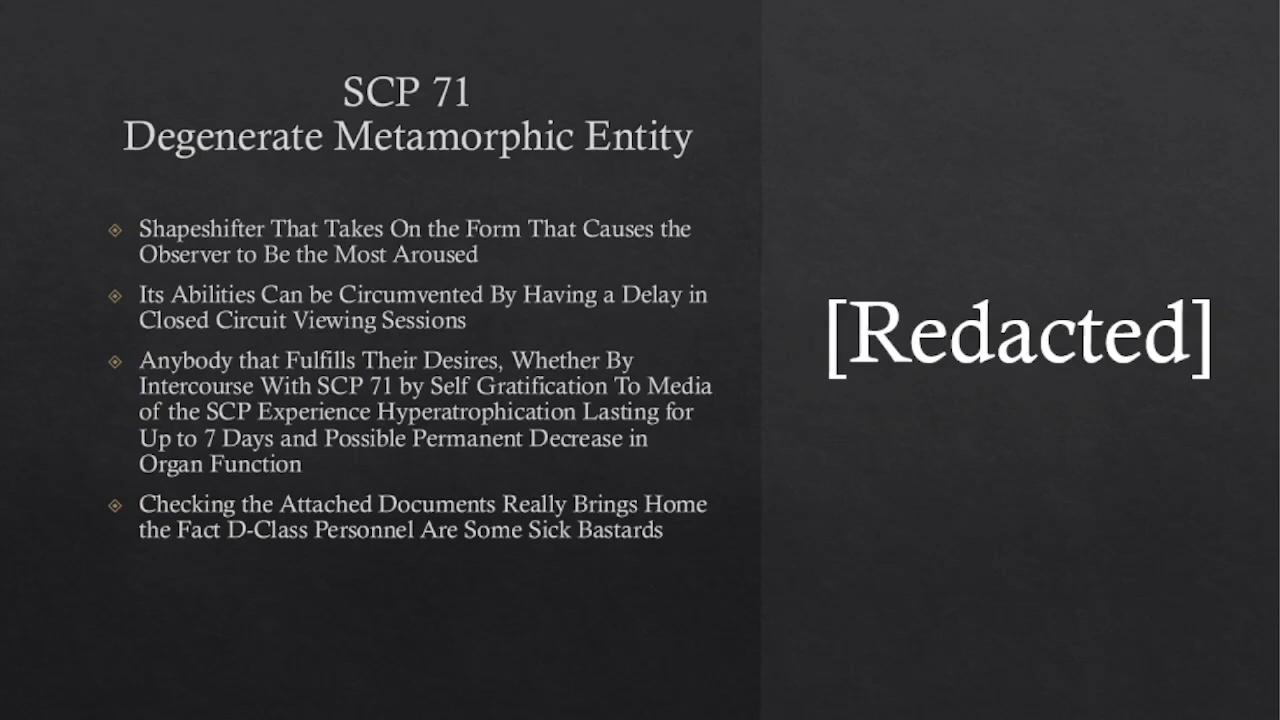 SCP 71
Degenerate Metamorphic Entity
Shapeshifter That Takes On the Form That Causes the
Observer to Be the Most Aroused
Its Abilities Can be Circumvented By Having a Delay in
Closed Circuit Viewing Sessions
Anybody that Fulfills Their Desires, Whether By
Intercourse With SCP 71 by Self Gratification To Media
of the SCP Experience Hyperatrophication Lasting for
Up to 7 Days and Possible Permanent Decrease in
Organ Function
Checking the Attached Documents Really Brings Home
the Fact D-Class Personnel Are Some Sick Bastards
[Redacted]